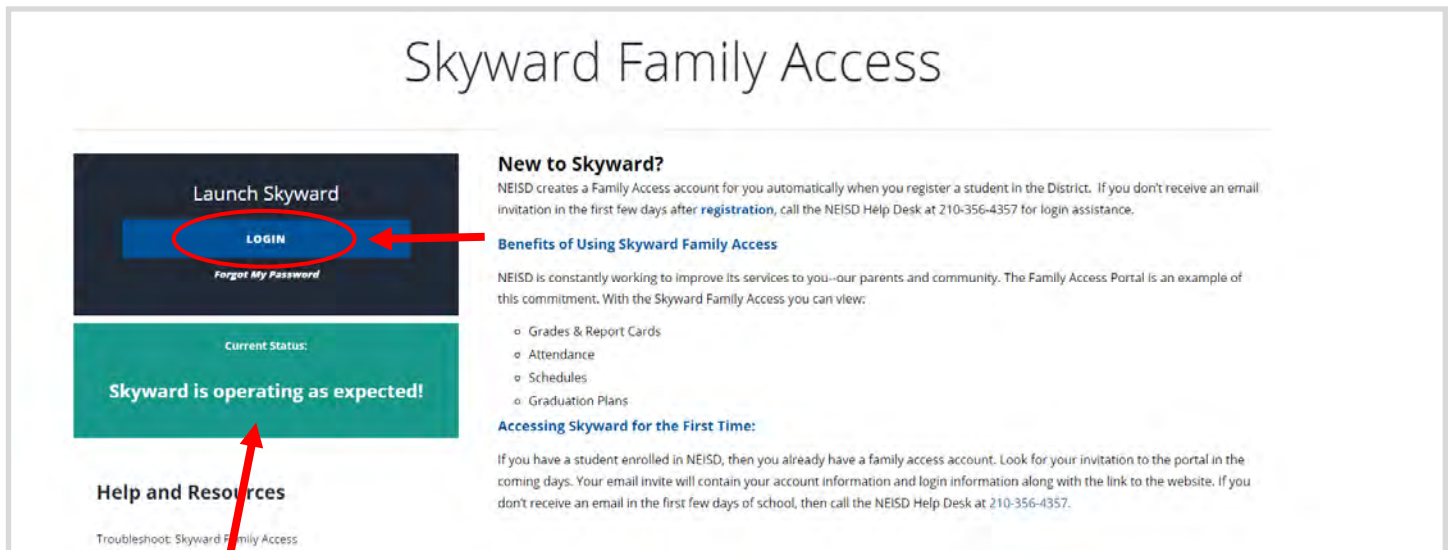 Skyward Family Access
Launch Skyward
LOGIN
Forgot My Password
Current Status:
Skyward is operating as expected!
Help and Resources
Troubleshoot: Skyward Family Access
New to Skyward?
NEISD creates a Family Access account for you automatically when you register a student in the District. If you don't receive an email
invitation in the first few days after registration, call the NEISD Help Desk at 210-356-4357 for login assistance.
Benefits of Using Skyward Family Access
NEISD is constantly working to improve its services to you--our parents and community. The Family Access Portal is an example of
this commitment. With the Skyward Family Access you can view:
Grades & Report Cards
Attendance
Schedules
Graduation Plans
Accessing Skyward for the First Time:
If you have a student enrolled in NEISD, then you already have a family access account. Look for your invitation to the portal in the
coming days. Your email invite will contain your account information and login information along with the link to the website. If you
don't receive an email in the first few days of school, then call the NEISD Help Desk at 210-356-4357.